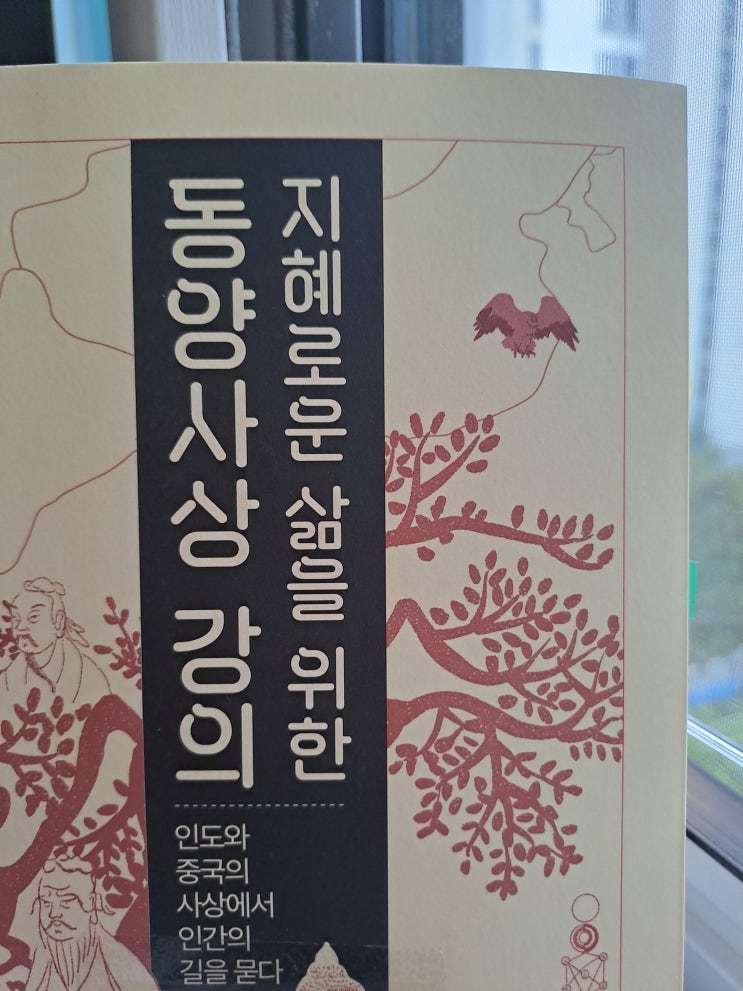 지혜로운 삶을 위한
동양사상 강의
인도와
중국의
사상에서
인간의
길을 묻다